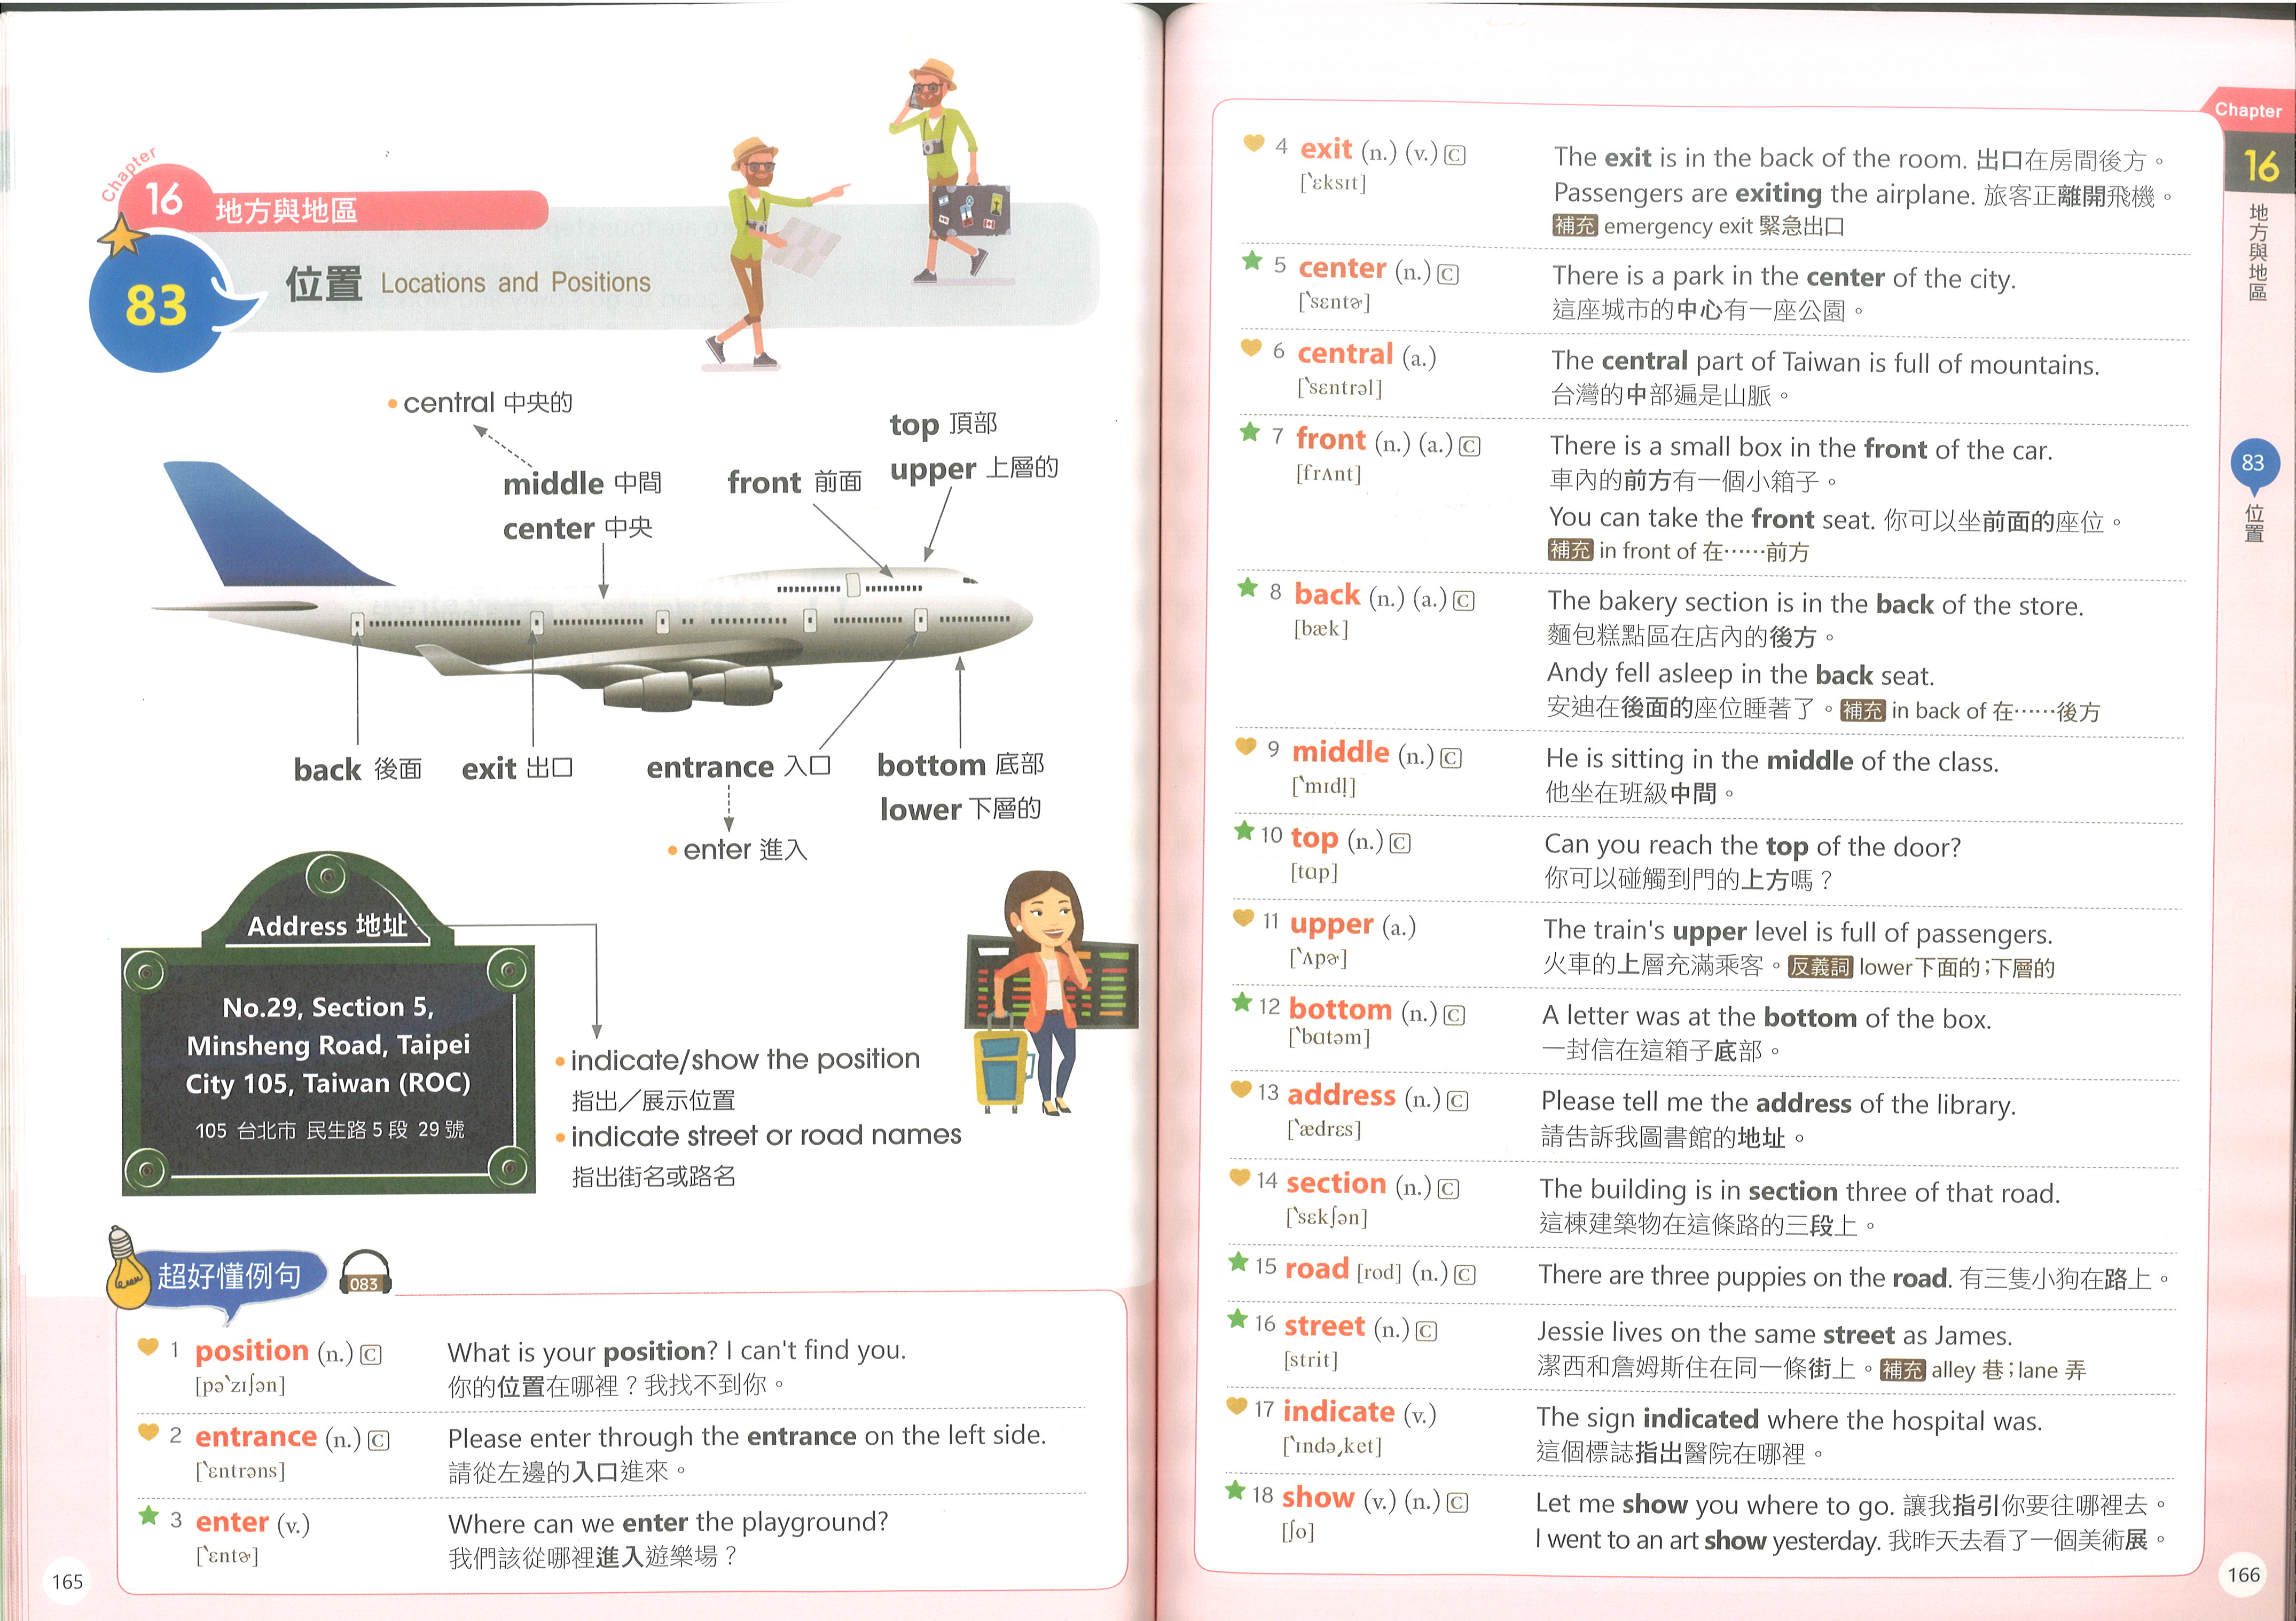 Chapter
16 地方與地區
83 位置 Locations and Positions
central 中央的
middle 中間
center 中央
front 前面
top 頂部
upper 上層的
back 後面
exit 出口
entrance 入口
enter 進入
bottom 底部
lower 下層的
Address 地址
No.29, Section 5,
Minsheng Road, Taipei
City 105, Taiwan (ROC)
105 台北市 民生路 5 段 29 號
indicate/show the position
指出／展示位置
indicate street or road names
指出街名或路名
超好懂例句
083
1 position (n.) C What is your position? I can't find you.
[pəˋzɪʃən] 你的位置在哪裡？我找不到你。
2 entrance (n.) C Please enter through the entrance on the left side.
[ˋɛntrəns] 請從左邊的入口進來。
3 enter (v.) Where can we enter the playground?
[ˋɛntɚ] 我們該從哪裡進入遊樂場？
165
4 exit (n.) (v.) C The exit is in the back of the room. 出口在房間後方。
[ˋɛksɪt] Passengers are exiting the airplane. 旅客正離開飛機。
補充 emergency exit 緊急出口
5 center (n.) C There is a park in the center of the city.
[ˋsɛntɚ] 這座城市的中心有一座公園。
6 central (a.) The central part of Taiwan is full of mountains.
[ˋsɛntrəl] 台灣的中部遍是山脈。
7 front (n.) (a.) C There is a small box in the front of the car.
[frʌnt] 車內的前方有一個小箱子。
You can take the front seat. 你可以坐前面的座位。
補充 in front of 在……前方
8 back (n.) (a.) C The bakery section is in the back of the store.
[bæk] 麵包糕點區在店內的後方。
Andy fell asleep in the back seat.
安迪在後面的座位睡著了。補充 in back of 在……後方
9 middle (n.) C He is sitting in the middle of the class.
[ˋmɪdḷ] 他坐在班級中間。
10 top (n.) C Can you reach the top of the door?
[tɑp] 你可以碰觸到門的上方嗎？
11 upper (a.) The train's upper level is full of passengers.
[ˋʌpɚ] 火車的上層充滿乘客。反義詞 lower 下面的；下層的
12 bottom (n.) C A letter was at the bottom of the box.
[ˋbɑtəm] 一封信在這箱子底部。
13 address (n.) C Please tell me the address of the library.
[ˋædrɛs] 請告訴我圖書館的地址。
14 section (n.) C The building is in section three of that road.
[ˋsɛkʃən] 這棟建築物在這條路的三段上。
15 road [rod] (n.) C There are three puppies on the road. 有三隻小狗在路上。
16 street (n.) C Jessie lives on the same street as James.
[strit] 潔西和詹姆斯住在同一條街上。補充 alley 巷；lane 弄
17 indicate (v.) The sign indicated where the hospital was.
[ˋɪndəˏket] 這個標誌指出醫院在哪裡。
18 show (v.) (n.) C Let me show you where to go. 讓我指引你要往哪裡去。
[ʃo] I went to an art show yesterday. 我昨天去看了一個美術展。
Chapter
16
地方與地區
83
位置
166